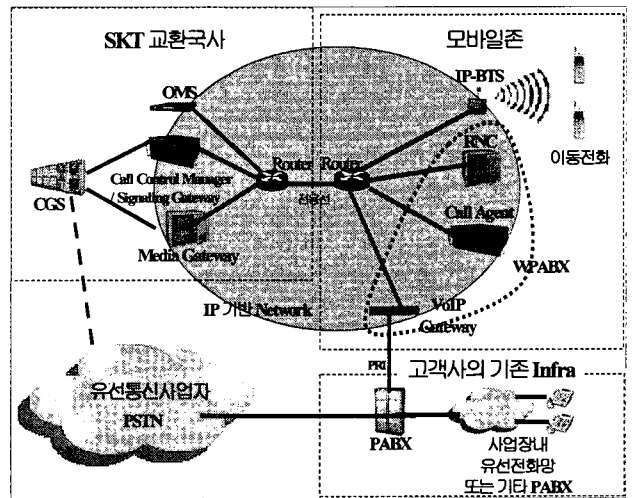 SKT 교환국사
모바일존
IP-BTS
OMS
RNC
이동전화
Router
Router
Call Control Manager
/ Signaling Gateway
CGS
전용선
Call Agent
Media Gateway
WPABX
IP 기반 Network
VoIP
Gateway
PRI
고객사의 기존 Infra
유선통신사업자
PSTN
PABX
사업장내
유선전화망
또는 기타 PABX